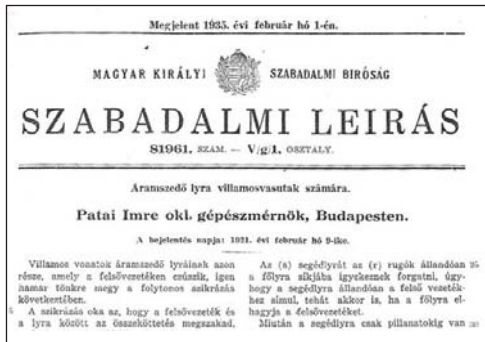 Megjelent 1935. évi február hó 1-én.
MAGYAR KIRÁLYI SZABADALMI BIRÓSÁG
SZABADALMI LEIRÁS
81961. SZÁM. — V/g/1. OSZTALY.
Áramszedő lyra villamosvasutak számára.
Patai Imre okl. gépészmérnök, Budapesten.
A bejelentés napja: 1921. évi február hó 9-ike.
Villamos vonatok áramszedő lyráinak azon
része, amely a felsővezetéken csúszik, igen
hamar tönkre megy a folytonos szikrázás
következtében.
A szikrázás oka az, hogy a felsővezeték és
a lyra között az összeköttetés megszakad,
Az (a) segédlyrát az (r) rugók állandóan
a fölyra síkjába igyekeznek forgatni, úgy-
hogy a segédlyra állandóan a felső vezeték-
hez simul, tehát akkor is, ha a fölyra el-
hagyja a felsővezetéket.
Miután a segédlyra csak pillanatokig van